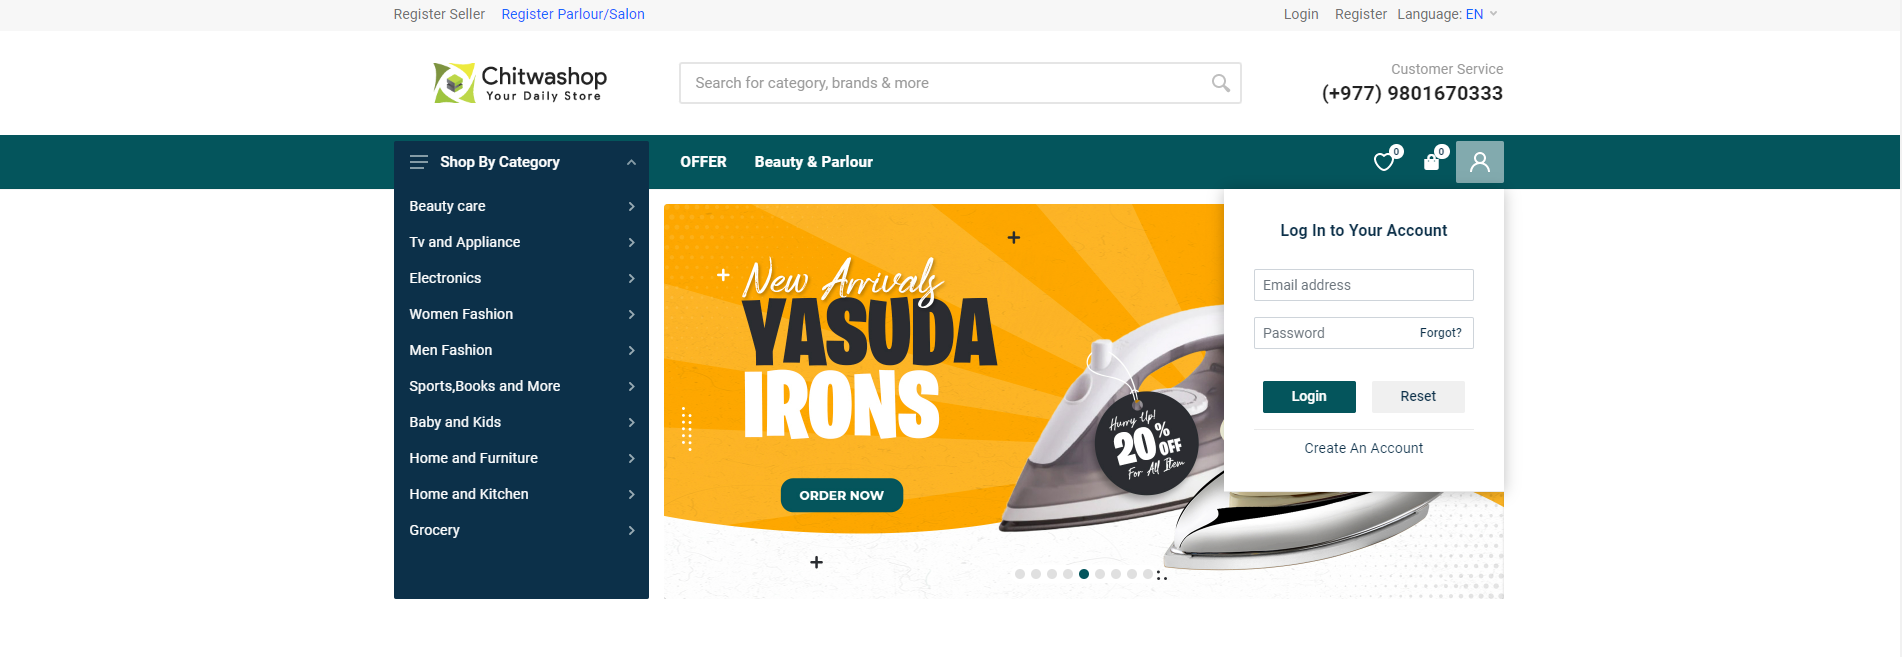 Register Seller Register Parlour/Salon Login Register Language: EN
Chitwashop
Your Daily Store
Search for category, brands & more
Customer Service
(+977) 9801670333
Shop By Category
OFFER Beauty & Parlour
0 0
Beauty care
Tv and Appliance
Electronics
Women Fashion
Men Fashion
Sports,Books and More
Baby and Kids
Home and Furniture
Home and Kitchen
Grocery
New Arrivals
YASUDA
IRONS
ORDER NOW
Hurry Up!
20% OFF
For All Item
Log In to Your Account
Email address
Password Forgot?
Login Reset
Create An Account